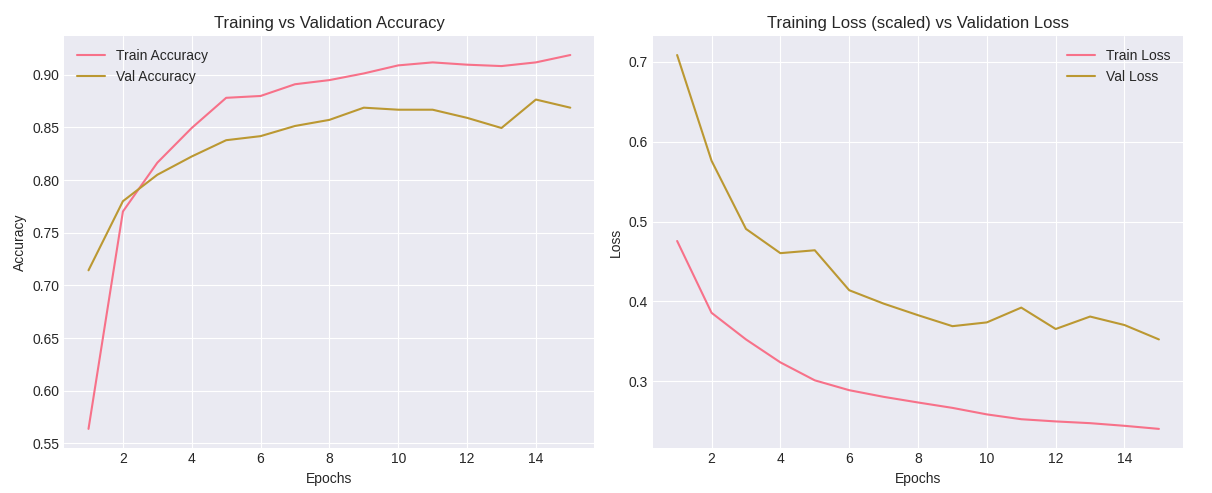 Training vs Validation Accuracy
Train Accuracy
Val Accuracy
0.90
0.85
0.80
0.75
0.70
0.65
0.60
0.55
Accuracy
2 4 6 8 10 12 14
Epochs
Training Loss (scaled) vs Validation Loss
Train Loss
Val Loss
0.7
0.6
0.5
0.4
0.3
Loss
2 4 6 8 10 12 14
Epochs